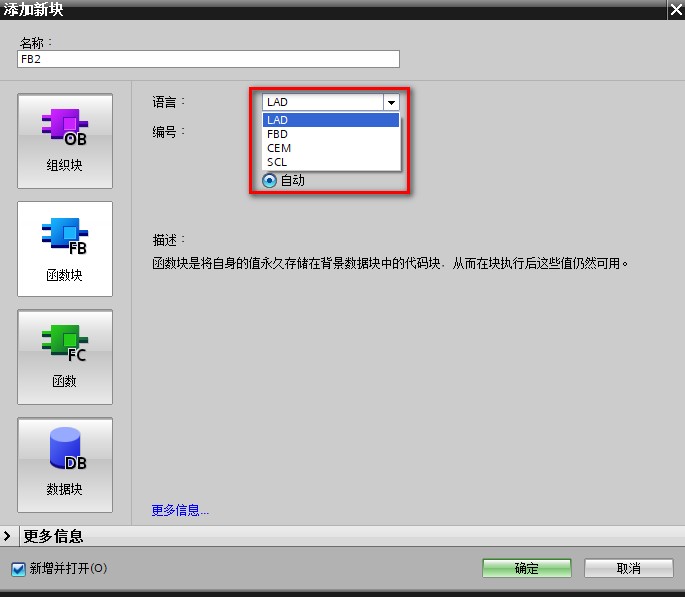 添加新块
名称：
FB2
OB
组织块
FB
函数块
FC
函数
DB
数据块
语言：
LAD
LAD
FBD
CEM
SCL
编号：
自动
描述：
函数块是将自身的值永久存储在背景数据块中的代码块，从而在块执行后这些值仍然可用。
更多信息...
更多信息
新增并打开(O)
确定
取消